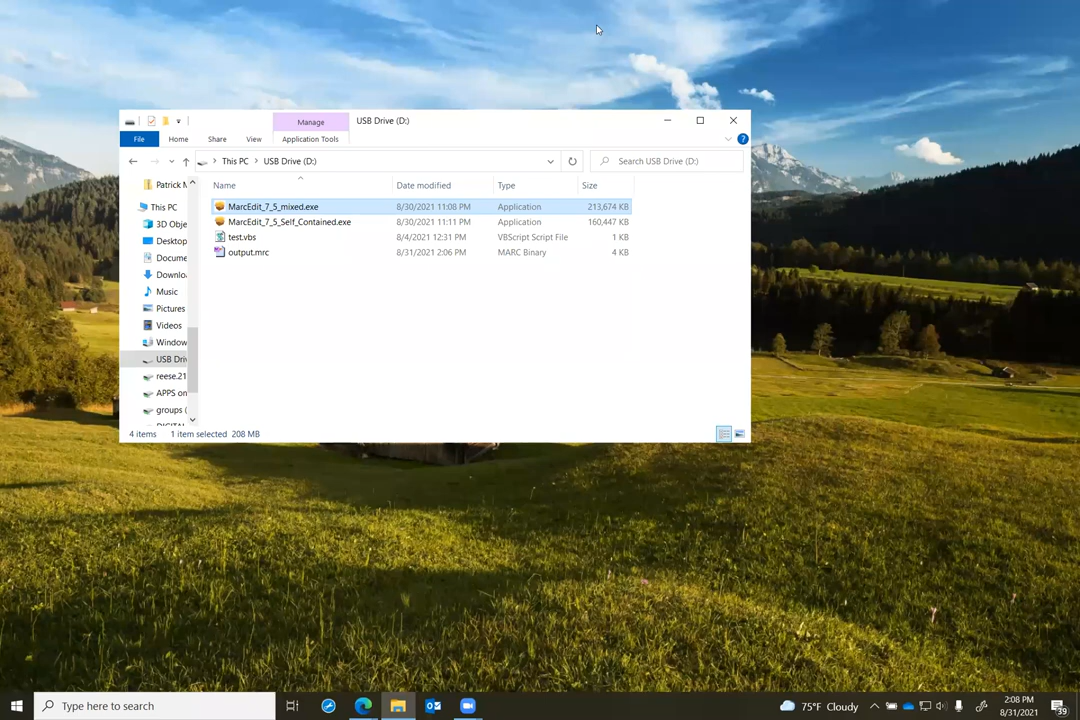 Manage
USB Drive (D:)
File
Home
Share
View
Application Tools
This PC
USB Drive (D:)
Search USB Drive (D:)
Name
Date modified
Type
Size
Patrick M
This PC
3D Obje
Desktop
Docume
Downlo
Music
Pictures
Videos
Window
USB Driv
reese.21
APPS on
groups (
MarcEdit_7_5_mixed.exe
8/30/2021 11:08 PM
Application
213,674 KB
MarcEdit_7_5_Self_Contained.exe
8/30/2021 11:11 PM
Application
160,447 KB
test.vbs
8/4/2021 12:31 PM
VBScript Script File
1 KB
output.mrc
8/31/2021 2:06 PM
MARC Binary
4 KB
4 items
1 item selected 208 MB
Type here to search
75°F Cloudy
2:08 PM
8/31/2021
39